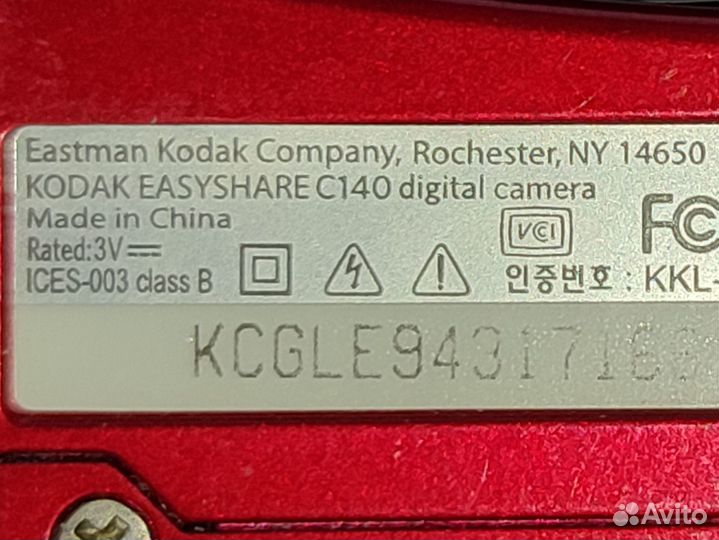 Eastman Kodak Company, Rochester, NY 14650
KODAK EASYSHARE C140 digital camera
Made in China
Rated: 3V
ICES-003 class B
VCI
FC
인증번호 : KKL-
Avito